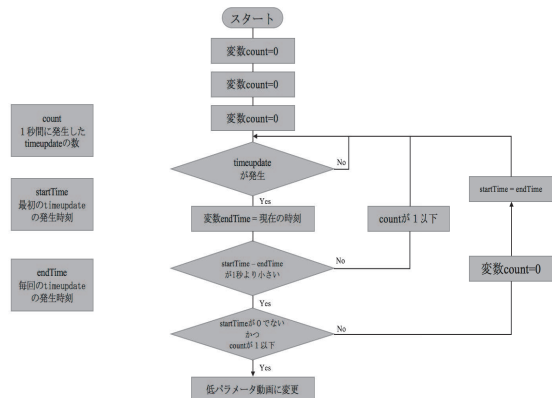 スタート
変数count=0
変数count=0
変数count=0
count
1秒間に発生した
timeupdateの数
timeupdate
が発生
No
Yes
startTime
最初のtimeupdate
の発生時刻
startTime = endTime
変数endTime = 現在の時刻
countが 1 以下
endTime
毎回のtimeupdate
の発生時刻
startTime – endTime
が1秒より小さい
No
Yes
変数count=0
startTimeが 0 でない
かつ
countが 1 以下
No
Yes
低パラメータ動画に変更